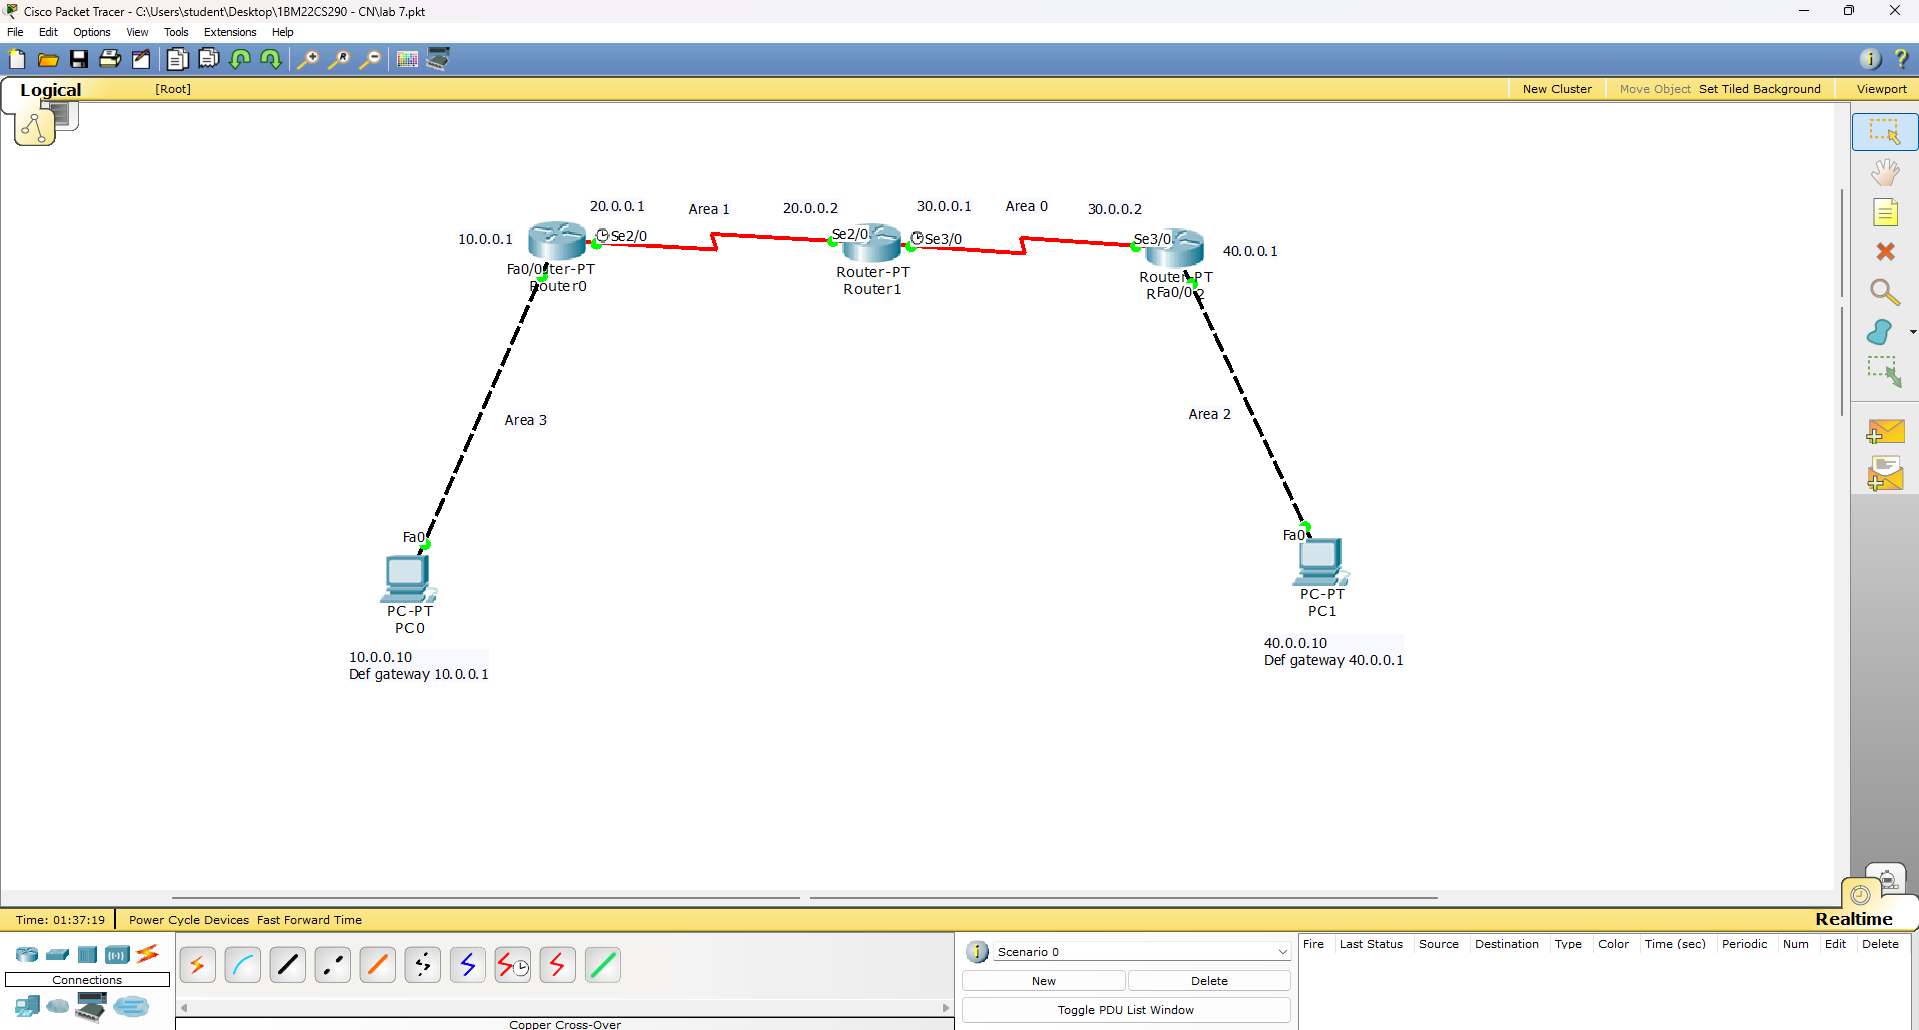 Cisco Packet Tracer - C:\Users\student\Desktop\1BM22CS290 - CN\lab 7.pkt
File Edit Options View Tools Extensions Help
Logical [Root] New Cluster Move Object Set Tiled Background Viewport
20.0.0.1 Area 1 20.0.0.2 30.0.0.1 Area 0 30.0.0.2
10.0.0.1 Se2/0 Se2/0 Se3/0 Se3/0 40.0.0.1
Fa0/0 ter-PT Router-PT Router-PT
Router0 Router1 Fa0/0 2
Area 3 Area 2
Fa0 Fa0
PC-PT PC-PT
PC0 PC1
10.0.0.10
Def gateway 10.0.0.1
40.0.0.10
Def gateway 40.0.0.1
Realtime
Time: 01:37:19 Power Cycle Devices Fast Forward Time
Connections
Copper Cross-Over
Scenario 0
New Delete
Toggle PDU List Window
Fire Last Status Source Destination Type Color Time (sec) Periodic Num Edit Delete